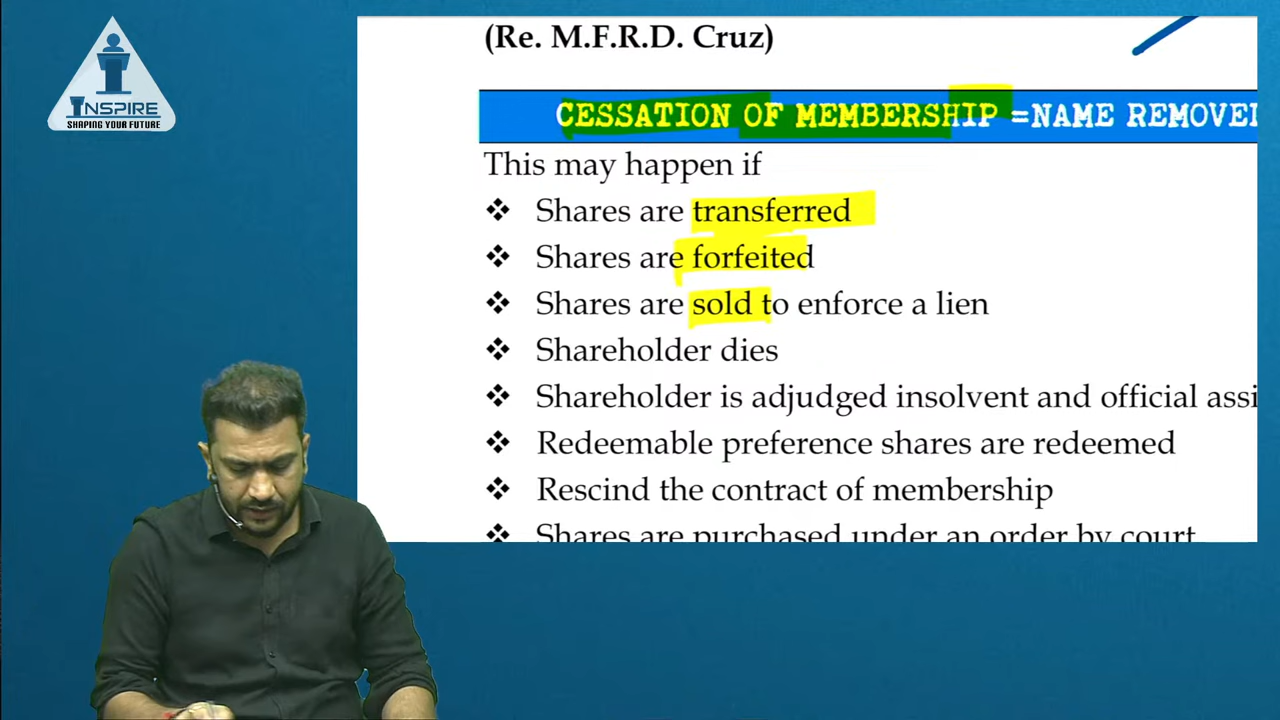 INSPIRE
SHAPING YOUR FUTURE
(Re. M.F.R.D. Cruz)
CESSATION OF MEMBERSHIP =NAME REMOVE
This may happen if
❖ Shares are transferred
❖ Shares are forfeited
❖ Shares are sold to enforce a lien
❖ Shareholder dies
❖ Shareholder is adjudged insolvent and official assi
❖ Redeemable preference shares are redeemed
❖ Rescind the contract of membership
❖ Shares are purchased under an order by court